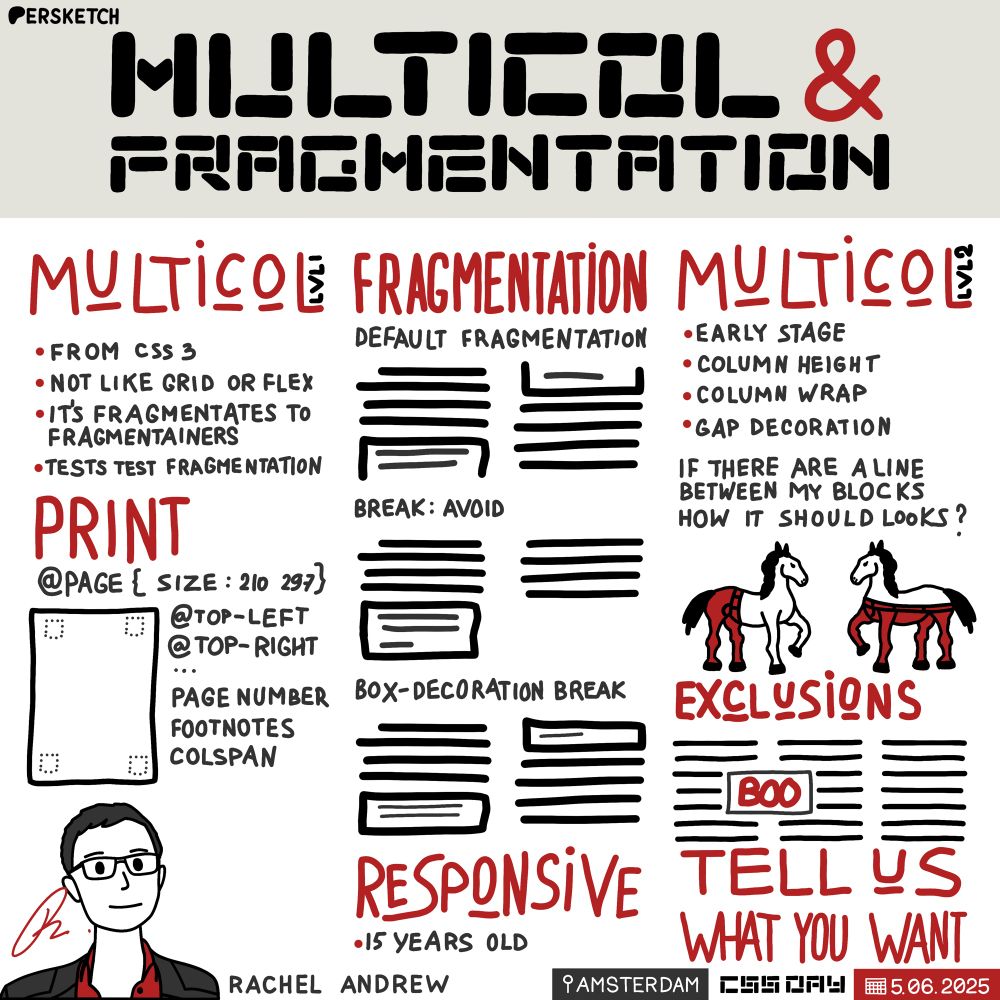 PERSKETCH
MULTICOL &
FRAGMENTATION
MULTICOL LVL1
• FROM CSS 3
• NOT LIKE GRID OR FLEX
• IT'S FRAGMENTATES TO
FRAGMENTAINERS
• TESTS TEST FRAGMENTATION
PRINT
@PAGE { SIZE : 210 297}
@TOP-LEFT
@TOP-RIGHT
...
PAGE NUMBER
FOOTNOTES
COLSPAN
FRAGMENTATION
DEFAULT FRAGMENTATION
BREAK: AVOID
BOX-DECORATION BREAK
RESPONSIVE
• 15 YEARS OLD
MULTICOL LVL2
• EARLY STAGE
• COLUMN HEIGHT
• COLUMN WRAP
• GAP DECORATION
IF THERE ARE A LINE
BETWEEN MY BLOCKS
HOW IT SHOULD LOOKS?
EXCLUSIONS
BOO
TELL US
WHAT YOU WANT
RACHEL ANDREW
AMSTERDAM
CSS DAY
5.06.2025